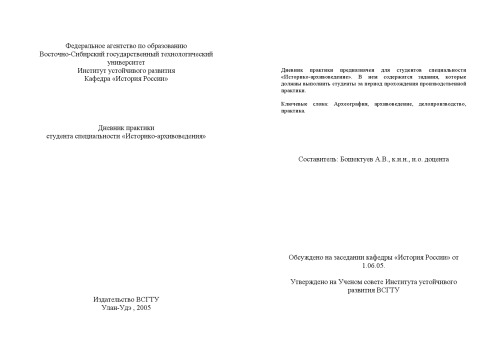 Федеральное агентство по образованию
Восточно-Сибирский государственный технологический
университет
Институт устойчивого развития
Кафедра «История России»
Дневник практики
студента специальности «Историко-архивоведения»
Издательство ВСГТУ
Улан-Удэ , 2005
Дневник практики предназначен для студентов специальности
«Историко-архивоведение». В нем содержатся задания, которые
должны выполнить студенты за период прохождения производственной
практики.
Ключевые слова: Археография, архивоведение, делопроизводство,
практика.
Составитель: Бошектуев А.В., к.и.н., и.о. доцента
Обсуждено на заседании кафедры «История России» от
1.06.05.
Утверждено на Ученом совете Института устойчивого
развития ВСГТУ